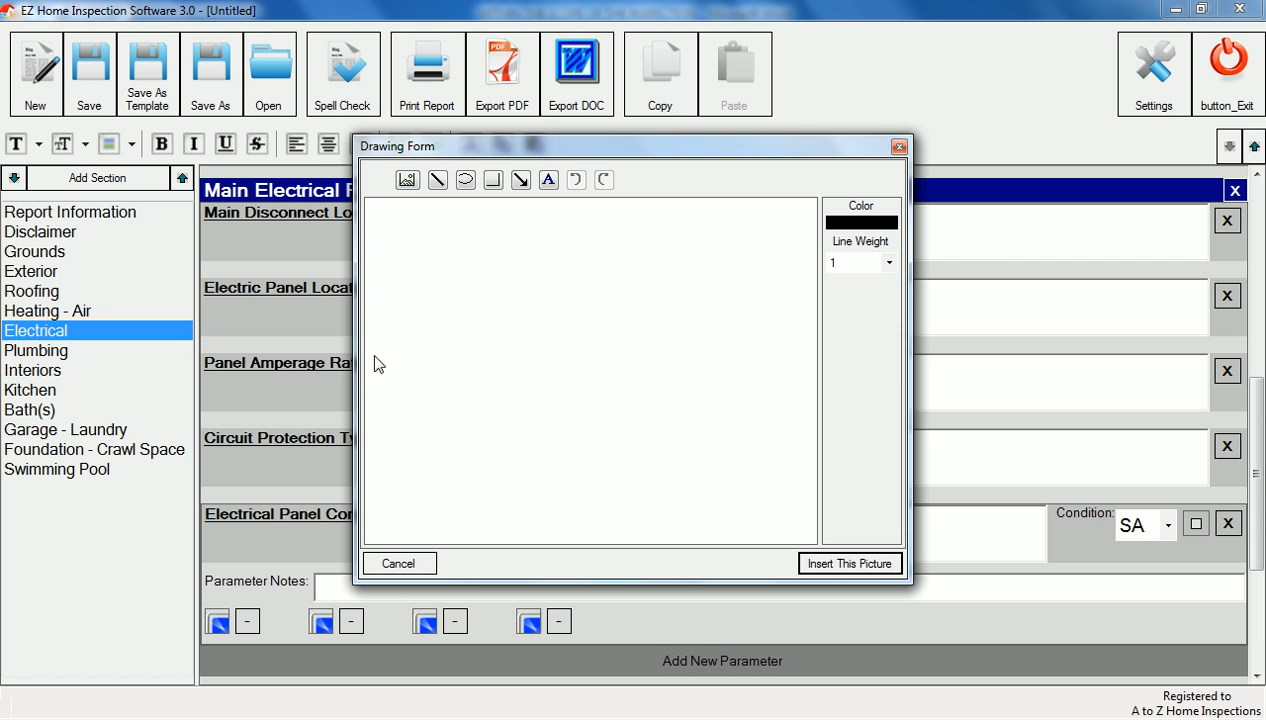 EZ Home Inspection Software 3.0 - [Untitled]
New
Save
Save As Template
Save As
Open
Spell Check
Print Report
PDF
Export PDF
W
Export DOC
Copy
Paste
Settings
button_Exit
T
TT
B
I
U
S
Add Section
Report Information
Disclaimer
Grounds
Exterior
Roofing
Heating - Air
Electrical
Plumbing
Interiors
Kitchen
Bath(s)
Garage - Laundry
Foundation - Crawl Space
Swimming Pool
Main Electrical
X
Main Disconnect Lo
X
Electric Panel Locat
X
Panel Amperage Ra
X
Circuit Protection Ty
X
Electrical Panel Con
Condition:
SA
X
Parameter Notes:
-
-
-
-
Add New Parameter
Drawing Form
x
A
Color
Line Weight
1
Cancel
Insert This Picture
Registered to
A to Z Home Inspections